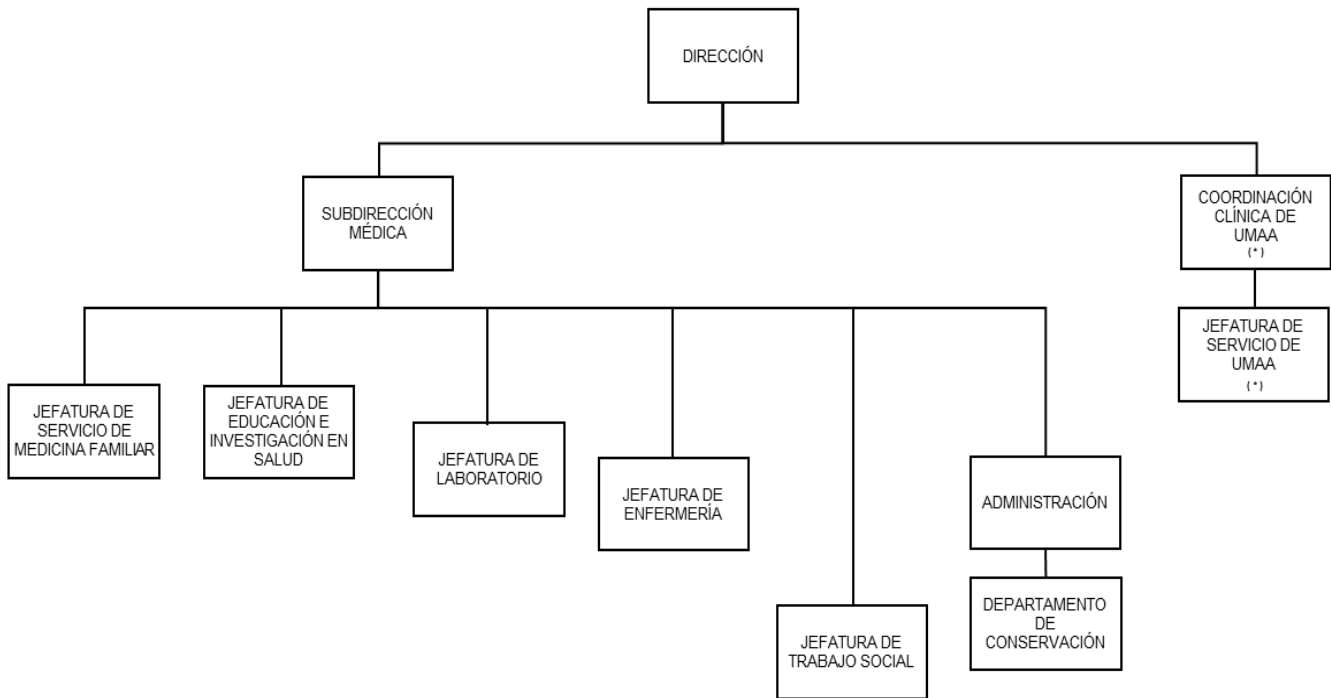 DIRECCIÓN
SUBDIRECCIÓN
MÉDICA
COORDINACIÓN
CLÍNICA DE
UMAA
(*)
JEFATURA DE
SERVICIO DE
UMAA
(*)
JEFATURA DE
SERVICIO DE
MEDICINA FAMILIAR
JEFATURA DE
EDUCACIÓN E
INVESTIGACIÓN EN
SALUD
JEFATURA DE
LABORATORIO
JEFATURA DE
ENFERMERÍA
JEFATURA DE
TRABAJO SOCIAL
ADMINISTRACIÓN
DEPARTAMENTO
DE
CONSERVACIÓN